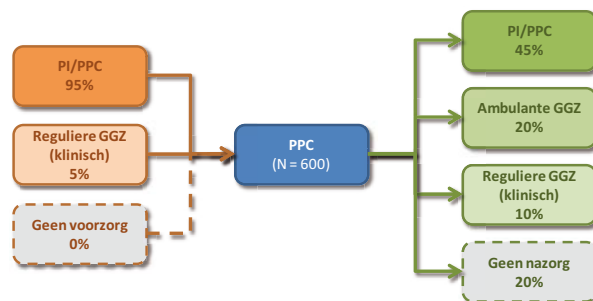 PI/PPC
95%
Reguliere GGZ
(klinisch)
5%
Geen voorzorg
0%
PPC
(N = 600)
PI/PPC
45%
Ambulante GGZ
20%
Reguliere GGZ
(klinisch)
10%
Geen nazorg
20%